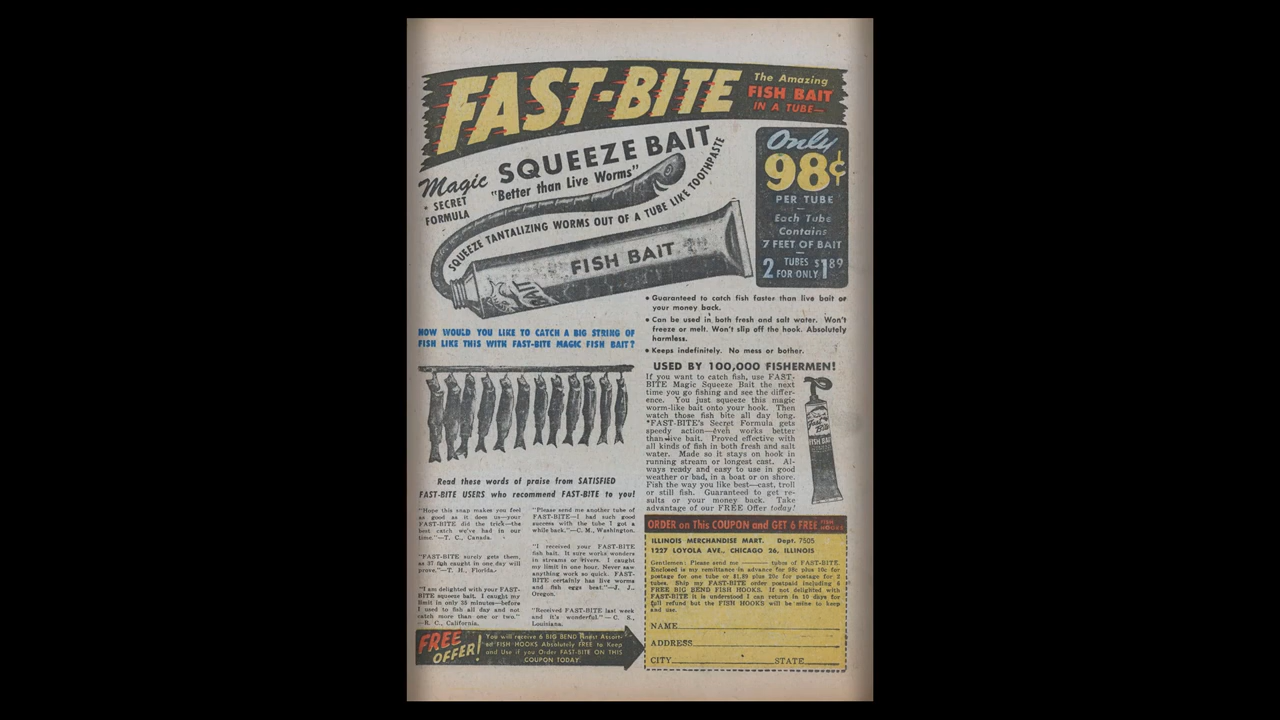 FAST-BITE
The Amazing
FISH BAIT
IN A TUBE—
Magic SQUEEZE BAIT
"Better than Live Worms"
• SECRET
FORMULA
SQUEEZE TANTALIZING WORMS OUT OF A TUBE LIKE TOOTHPASTE
FISH BAIT
BAIT
Only
98¢
PER TUBE
Each Tube
Contains
7 FEET OF BAIT
2 TUBES $1.89
FOR ONLY
• Guaranteed to catch fish faster than live bait or
your money back.
• Can be used in both fresh and salt water. Won't
freeze or melt. Won't slip off the hook. Absolutely
harmless.
• Keeps indefinitely. No mess or bother.
HOW WOULD YOU LIKE TO CATCH A BIG STRING OF
FISH LIKE THIS WITH FAST-BITE MAGIC FISH BAIT?
Read these words of praise from SATISFIED
FAST-BITE USERS who recommend FAST-BITE to you!
"Hope this soap makes you feel
as good as it does us—your
FAST-BITE did the trick—the
best catch we've had in our
time."—T. C., Canada.
"FAST-BITE surely gets them,
as 37 fish caught in one day will
prove."—T. H., Florida.
"I am delighted with your FAST-
BITE squeeze bait. I caught my
limit in only 35 minutes—before
I used to fish all day and not
catch more than one or two."
—R. C., California.
"Please send me another tube of
FAST-BITE—I had such good
success with the tube I got a
while back."—C. M., Washington.
"I received your FAST-BITE
fish bait. It sure works wonders
in streams or rivers. I caught
my limit in one hour. Never saw
anything work so quick. FAST-
BITE certainly has live worms
and fish eggs beat."—J. J.,
Oregon.
"Received FAST-BITE last week
and it's wonderful."—C. S.,
Louisiana.
FREE
OFFER!
You will receive 6 BIG BEND Finest Assort-
ed FISH HOOKS Absolutely FREE to Keep
and Use if you Order FAST-BITE ON THIS
COUPON TODAY
USED BY 100,000 FISHERMEN!
If you want to catch fish, use FAST-
BITE Magic Squeeze Bait the next
time you go fishing and see the differ-
ence. You just squeeze this magic
worm-like bait onto your hook. Then
watch those fish bite all day long.
FAST-BITE's Secret Formula gets
speedy action—even works better
than live bait. Proved effective with
all kinds of fish in both fresh and salt
water. Made so it stays on hook in
running stream or longest cast. Al-
ways ready and easy to use in good
weather or bad, in a boat or on shore.
Fish the way you like best—cast, troll
or still fish. Guaranteed to get re-
sults or your money back. Take
advantage of our FREE Offer today!
Fast
Bite
FISH BAIT
ORDER on This COUPON and GET 6 FREE FISH HOOKS
ILLINOIS MERCHANDISE MART. Dept. 7505
1227 LOYOLA AVE., CHICAGO 26, ILLINOIS
Gentlemen: Please send me ——— tubes of FAST-BITE.
Enclosed is my remittance in advance for 98c plus 10c for
postage for one tube or $1.89 plus 20c for postage for 2
tubes. Ship my FAST-BITE order postpaid including 6
FREE BIG BEND FISH HOOKS. If not delighted with
FAST-BITE it is understood I can return in 10 days for
full refund but the FISH HOOKS will be mine to keep
and use.
NAME
ADDRESS
CITY STATE